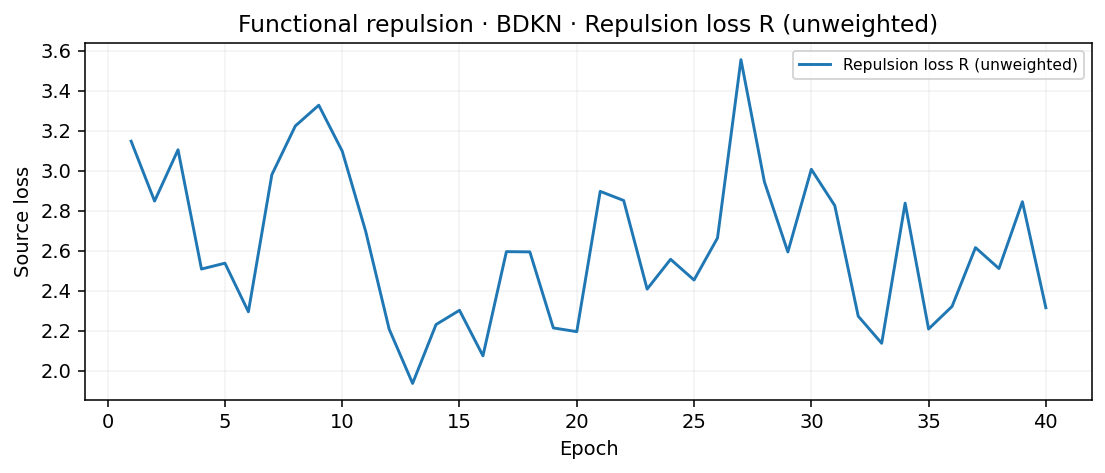 Functional repulsion · BDKN · Repulsion loss R (unweighted)
Repulsion loss R (unweighted)
Source loss
3.6
3.4
3.2
3.0
2.8
2.6
2.4
2.2
2.0
0 5 10 15 20 25 30 35 40
Epoch